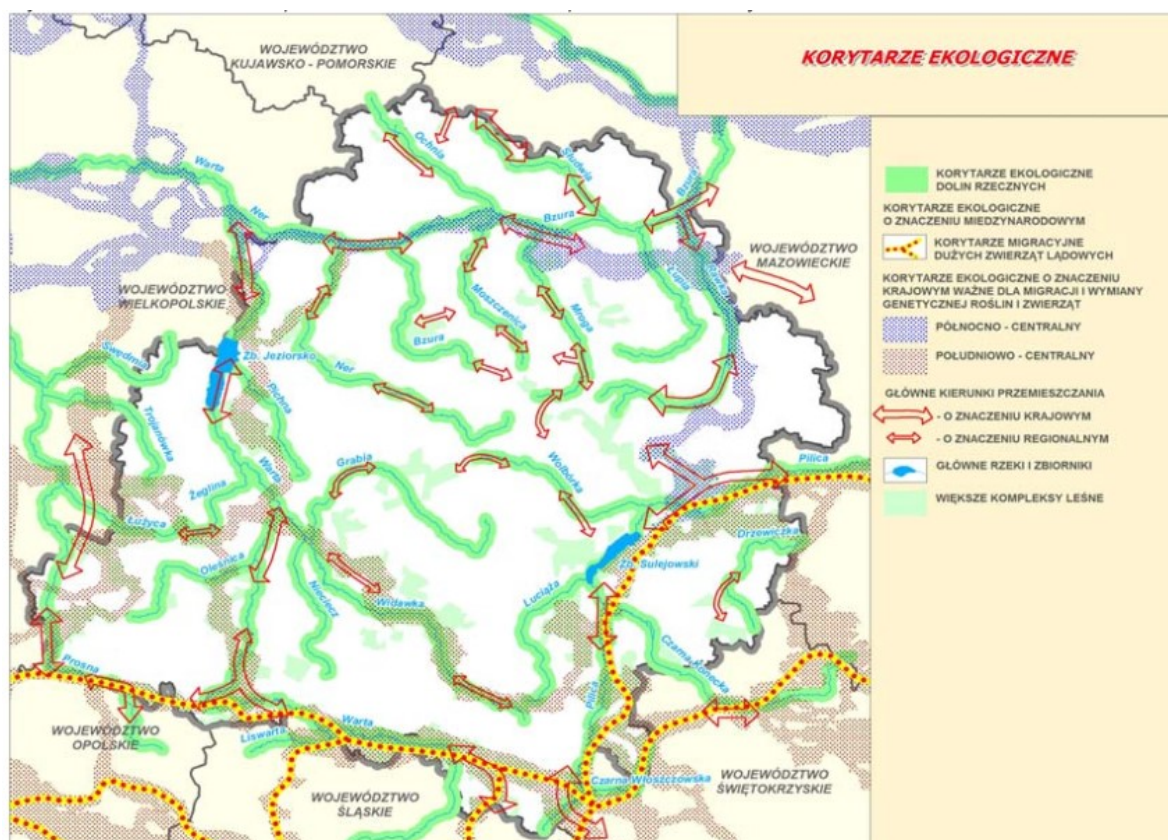 KORYTARZE EKOLOGICZNE
WOJEWÓDZTWO
KUJAWSKO - POMORSKIE
WOJEWÓDZTWO
MAZOWIECKIE
WOJEWÓDZTWO
WIELKOPOLSKIE
WOJEWÓDZTWO
OPOLSKIE
WOJEWÓDZTWO
ŚLĄSKIE
WOJEWÓDZTWO
ŚWIĘTOKRZYSKIE
Warta
Ner
Ochnia
Słudwia
Bzura
Bzura
Łupia
Moszczenica
Mroga
Bzura
Ner
Swędrnia
Zb. Jeziorsko
Pichna
Trojanówka
Warta
Żeglina
Grabia
Wolbórka
Pilica
Łużyca
Oleśnica
Nieciecz
Widawka
Luciąża
Zb. Sulejowski
Drzewiczka
Czarna Konecka
Prosna
Pilica
Warta
Liswarta
Czarna Włoszczowska
KORYTARZE EKOLOGICZNE
DOLIN RZECZNYCH
KORYTARZE EKOLOGICZNE
O ZNACZENIU MIEDZYNARODOWYM
KORYTARZE MIGRACYJNE
DUŻYCH ZWIERZĄT LĄDOWYCH
KORYTARZE EKOLOGICZNE O ZNACZENIU
KRAJOWYM WAŻNE DLA MIGRACJI I WYMIANY
GENETYCZNEJ ROŚLIN I ZWIERZĄT
PÓŁNOCNO - CENTRALNY
POŁUDNIOWO - CENTRALNY
GŁÓWNE KIERUNKI PRZEMIESZCZANIA
- O ZNACZENIU KRAJOWYM
- O ZNACZENIU REGIONALNYM
GŁÓWNE RZEKI I ZBIORNIKI
WIĘKSZE KOMPLEKSY LEŚNE